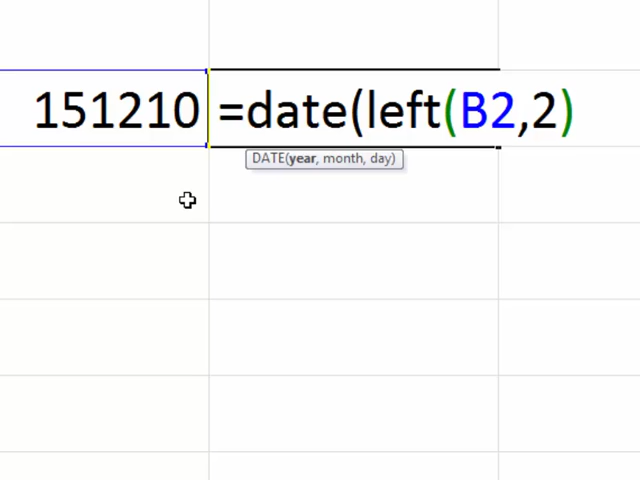 151210 =date(left(B2,2)
DATE(year, month, day)